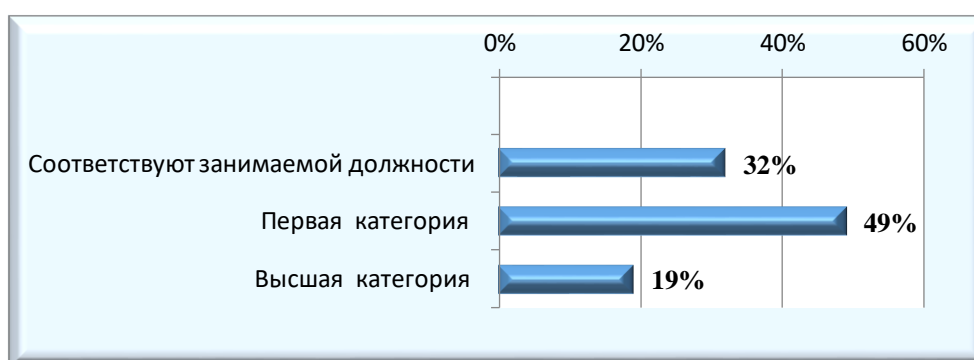 0% 20% 40% 60%
Соответствуют занимаемой должности 32%
Первая категория 49%
Высшая категория 19%